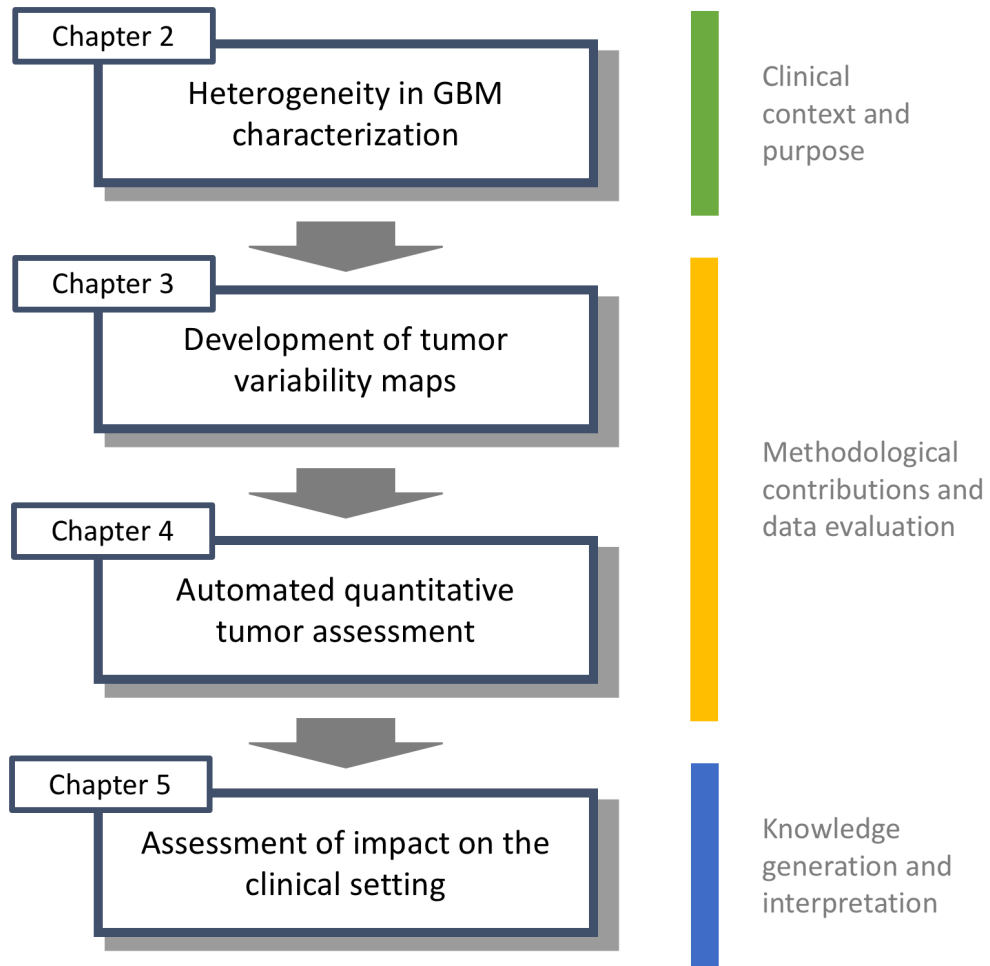 Chapter 2
Heterogeneity in GBM
characterization
Clinical
context and
purpose
Chapter 3
Development of tumor
variability maps
Methodological
contributions and
data evaluation
Chapter 4
Automated quantitative
tumor assessment
Chapter 5
Assessment of impact on the
clinical setting
Knowledge
generation and
interpretation